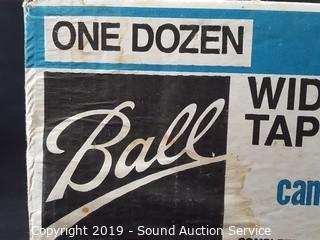 ONE DOZEN
Ball
WID
TAP
can
Copyright 2019 - Sound Auction Service